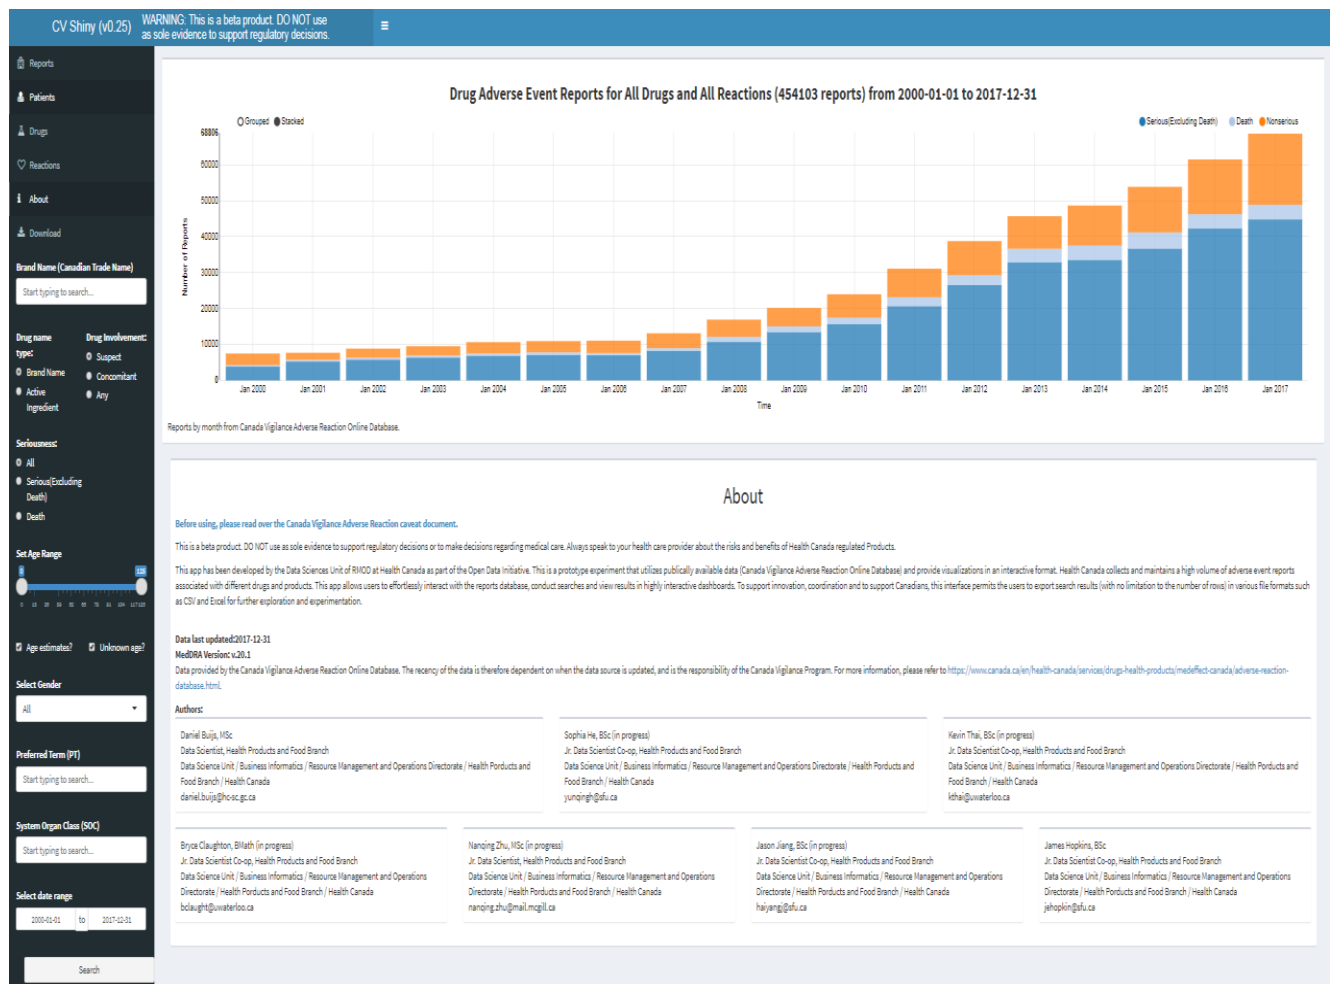 CV Shiny (v0.25)
WARNING: This is a beta product. DO NOT use
as sole evidence to support regulatory decisions.
Reports
Patients
Drugs
Reactions
About
Download
Brand Name (Canadian Trade Name)
Start typing to search...
Drug name
type:
Brand Name
Active
Ingredient
Drug Involvement:
Suspect
Concomitant
Any
Seriousness:
All
Serious(Excluding
Death)
Death
Set Age Range
0
Age estimates?
Unknown age?
Select Gender
All
Preferred Term (PT)
Start typing to search...
System Organ Class (SOC)
Start typing to search...
Select date range
2000-01-01 to 2017-12-31
Search
Drug Adverse Event Reports for All Drugs and All Reactions (454103 reports) from 2000-01-01 to 2017-12-31
Grouped Stacked
Serious(Excluding Death) Death Nonserious
68806
60000
50000
40000
30000
20000
10000
0
Number of Reports
Jan 2000 Jan 2001 Jan 2002 Jan 2003 Jan 2004 Jan 2005 Jan 2006 Jan 2007 Jan 2008 Jan 2009 Jan 2010 Jan 2011 Jan 2012 Jan 2013 Jan 2014 Jan 2015 Jan 2016 Jan 2017
Time
Reports by month from Canada Vigilance Adverse Reaction Online Database.
About
Before using, please read over the Canada Vigilance Adverse Reaction caveat document.
This is a beta product. DO NOT use as sole evidence to support regulatory decisions or to make decisions regarding medical care. Always speak to your health care provider about the risks and benefits of Health Canada regulated Products.
This app has been developed by the Data Sciences Unit of RMOD at Health Canada as part of the Open Data Initiative. This is a prototype experiment that utilizes publically available data (Canada Vigilance Adverse Reaction Online Database) and provide visualizations in an interactive format. Health Canada collects and maintains a high volume of adverse event reports
associated with different drugs and products. This app allows users to effortlessly interact with the reports database, conduct searches and view results in highly interactive dashboards. To support innovation, coordination and to support Canadians, this interface permits the users to export search results (with no limitation to the number of rows) in various file formats such
as CSV and Excel for further exploration and experimentation.
Data last updated:2017-12-31
MedDRA Version: v.20.1
Data provided by the Canada Vigilance Adverse Reaction Online Database. The recency of the data is therefore dependent on when the data source is updated, and is the responsibility of the Canada Vigilance Program. For more information, please refer to https://www.canada.ca/en/health-canada/services/drugs-health-products/medeffect-canada/adverse-reaction-
database.html.
Authors:
Daniel Buijs, MSc
Data Scientist, Health Products and Food Branch
Data Science Unit / Business Informatics / Resource Management and Operations Directorate / Health Porducts and
Food Branch / Health Canada
daniel.buijs@hc-sc.gc.ca
Sophia He, BSc (in progress)
Jr. Data Scientist Co-op, Health Products and Food Branch
Data Science Unit / Business Informatics / Resource Management and Operations Directorate / Health Porducts and
Food Branch / Health Canada
yunqingh@sfu.ca
Kevin Thai, BSc (in progress)
Jr. Data Scientist Co-op, Health Products and Food Branch
Data Science Unit / Business Informatics / Resource Management and Operations Directorate / Health Porducts and
Food Branch / Health Canada
kthai@uwaterloo.ca
Bryce Claughton, BMath (in progress)
Jr. Data Scientist Co-op, Health Products and Food Branch
Data Science Unit / Business Informatics / Resource Management and Operations
Directorate / Health Porducts and Food Branch / Health Canada
bclaught@uwaterloo.ca
Nanqing Zhu, MSc (in progress)
Jr. Data Scientist, Health Products and Food Branch
Data Science Unit / Business Informatics / Resource Management and Operations
Directorate / Health Porducts and Food Branch / Health Canada
nanqing.zhu@mail.mcgill.ca
Jason Jiang, BSc (in progress)
Jr. Data Scientist Co-op, Health Products and Food Branch
Data Science Unit / Business Informatics / Resource Management and Operations
Directorate / Health Porducts and Food Branch / Health Canada
haiyangj@sfu.ca
James Hopkins, BSc
Jr. Data Scientist Co-op, Health Products and Food Branch
Data Science Unit / Business Informatics / Resource Management and Operations
Directorate / Health Porducts and Food Branch / Health Canada
jehopkin@sfu.ca